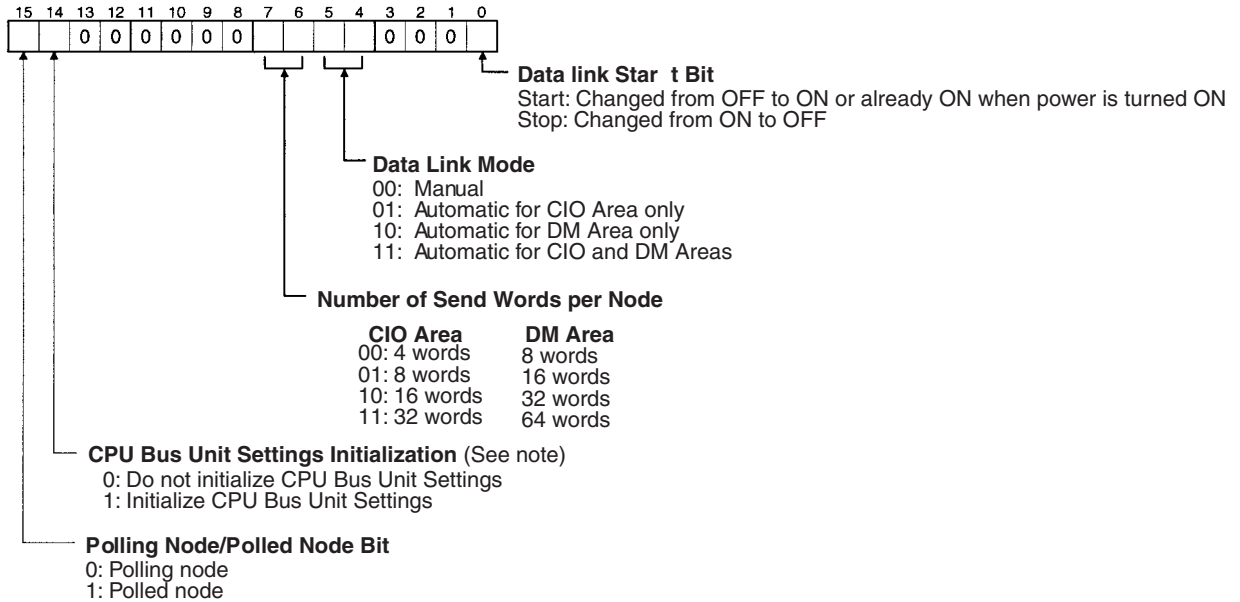 15 14 13 12 11 10 9 8 7 6 5 4 3 2 1 0
0 0 0 0 0 0 0 0 0
Data link Star t Bit
Start: Changed from OFF to ON or already ON when power is turned ON
Stop: Changed from ON to OFF
Data Link Mode
00: Manual
01: Automatic for CIO Area only
10: Automatic for DM Area only
11: Automatic for CIO and DM Areas
Number of Send Words per Node
CIO Area DM Area
00: 4 words 8 words
01: 8 words 16 words
10: 16 words 32 words
11: 32 words 64 words
CPU Bus Unit Settings Initialization (See note)
0: Do not initialize CPU Bus Unit Settings
1: Initialize CPU Bus Unit Settings
Polling Node/Polled Node Bit
0: Polling node
1: Polled node